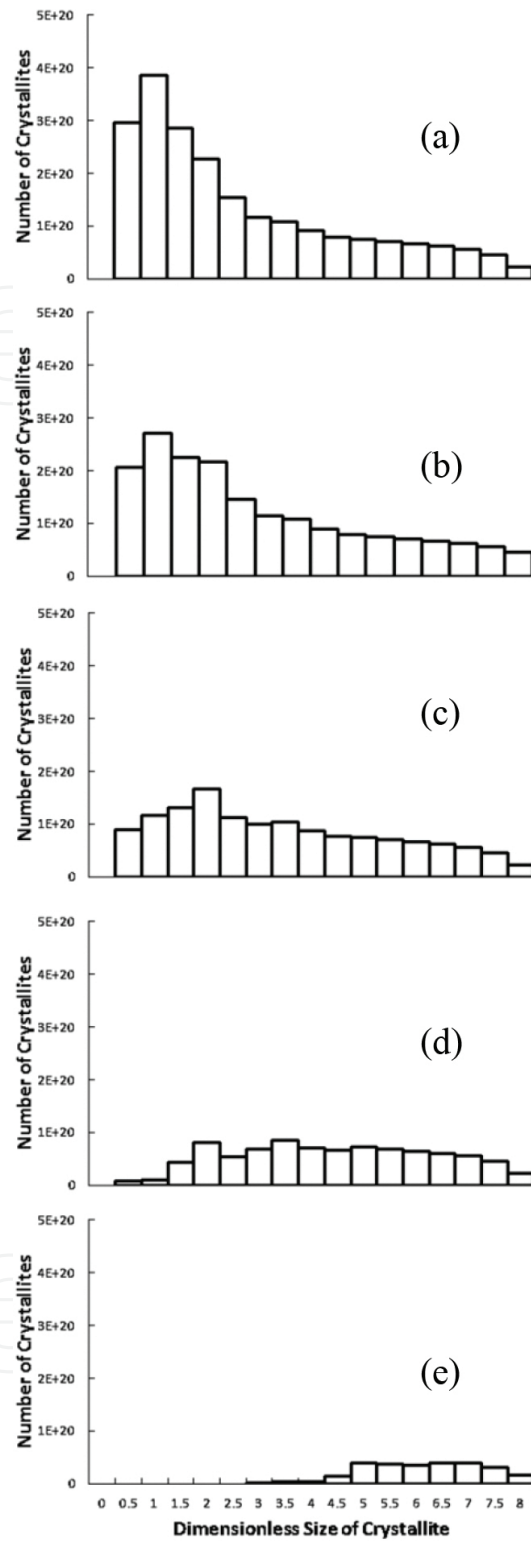 5E+20
4E+20
3E+20
2E+20
1E+20
0
Number of Crystallites
(a)
5E+20
4E+20
3E+20
2E+20
1E+20
0
Number of Crystallites
(b)
5E+20
4E+20
3E+20
2E+20
1E+20
0
Number of Crystallites
(c)
5E+20
4E+20
3E+20
2E+20
1E+20
0
Number of Crystallites
(d)
5E+20
4E+20
3E+20
2E+20
1E+20
0
Number of Crystallites
(e)
0 0.5 1 1.5 2 2.5 3 3.5 4 4.5 5 5.5 6 6.5 7 7.5 8
Dimensionless Size of Crystallite